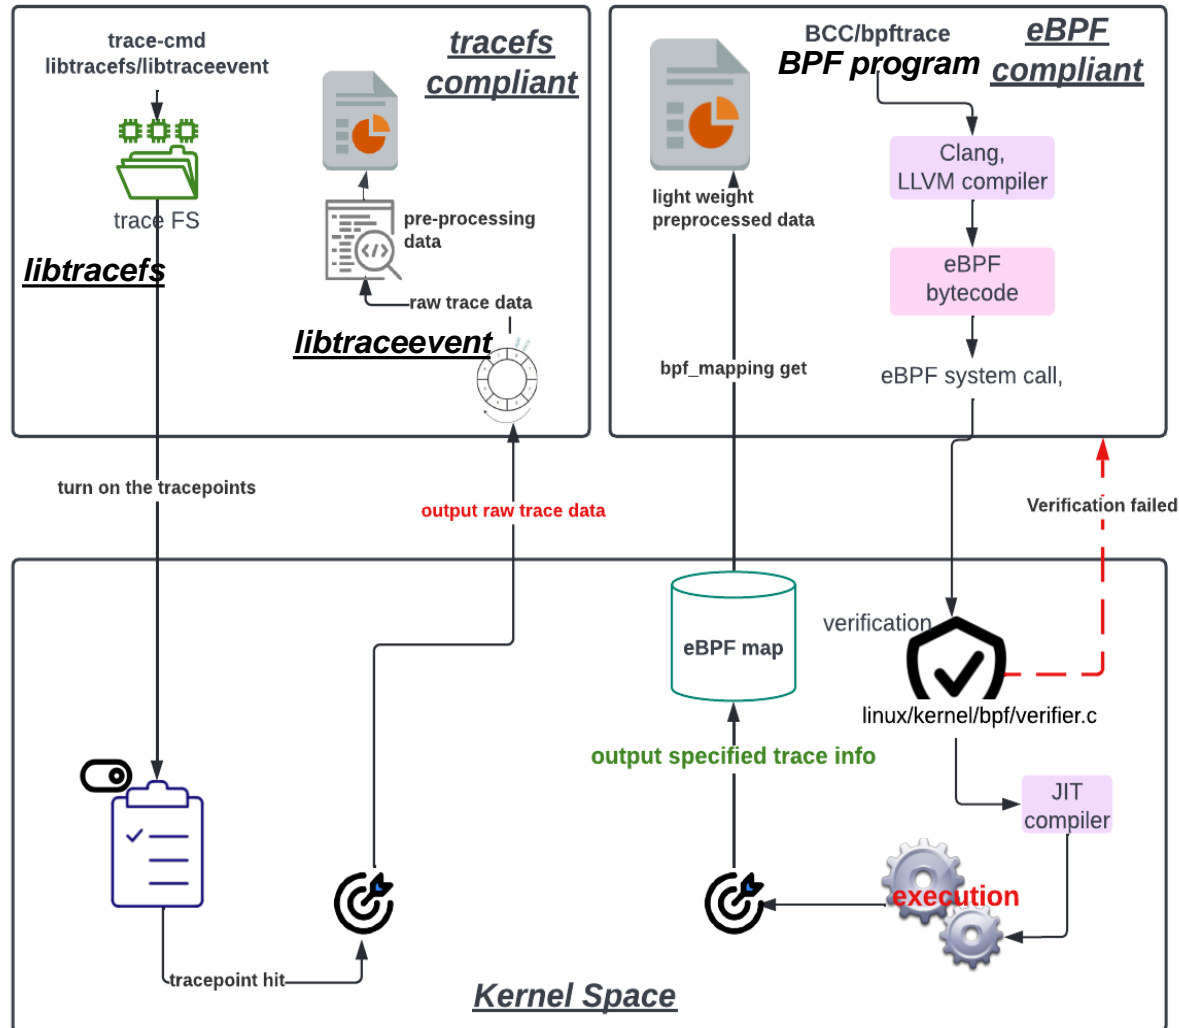 trace-cmd
libtracefs/libtraceevent
tracefs
compliant
trace FS
libtracefs
pre-processing
data
raw trace data
libtraceevent
BCC/bpftrace
BPF program
eBPF
compliant
Clang,
LLVM compiler
light weight
preprocessed data
eBPF
bytecode
bpf_mapping get
eBPF system call,
turn on the tracepoints
output raw trace data
Verification failed
verification
eBPF map
linux/kernel/bpf/verifier.c
output specified trace info
JIT
compiler
execution
tracepoint hit
Kernel Space